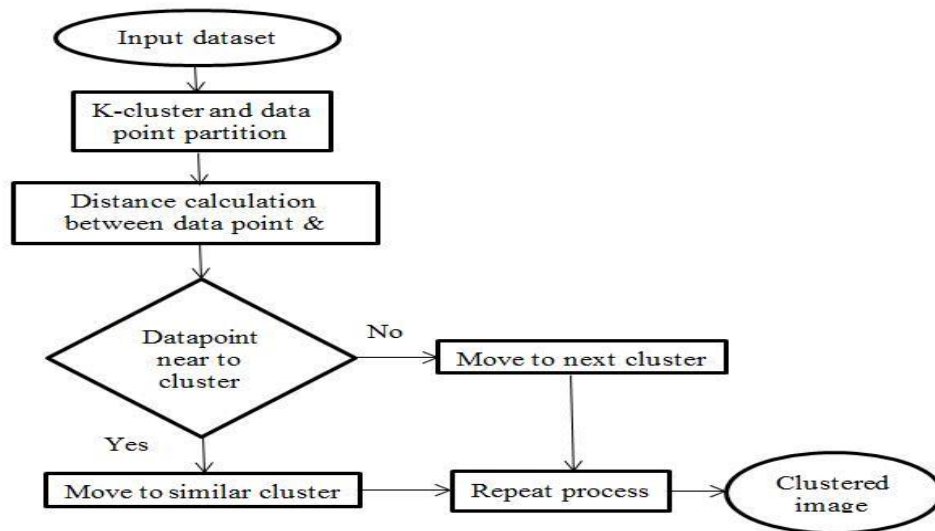 Input dataset
K-cluster and data
point partition
Distance calculation
between data point &
Datapoint
near to
cluster
No
Move to next cluster
Yes
Move to similar cluster
Repeat process
Clustered
image